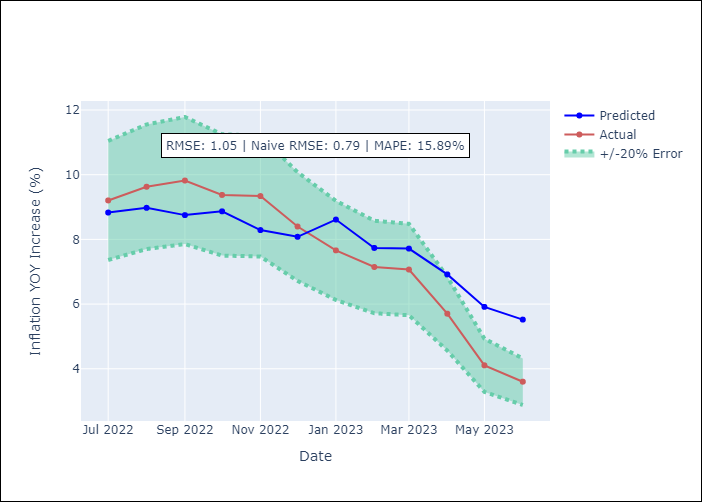 RMSE: 1.05 | Naive RMSE: 0.79 | MAPE: 15.89%
Predicted
Actual
+/-20% Error
Inflation YOY Increase (%)
12
10
8
6
4
Jul 2022
Sep 2022
Nov 2022
Jan 2023
Mar 2023
May 2023
Date